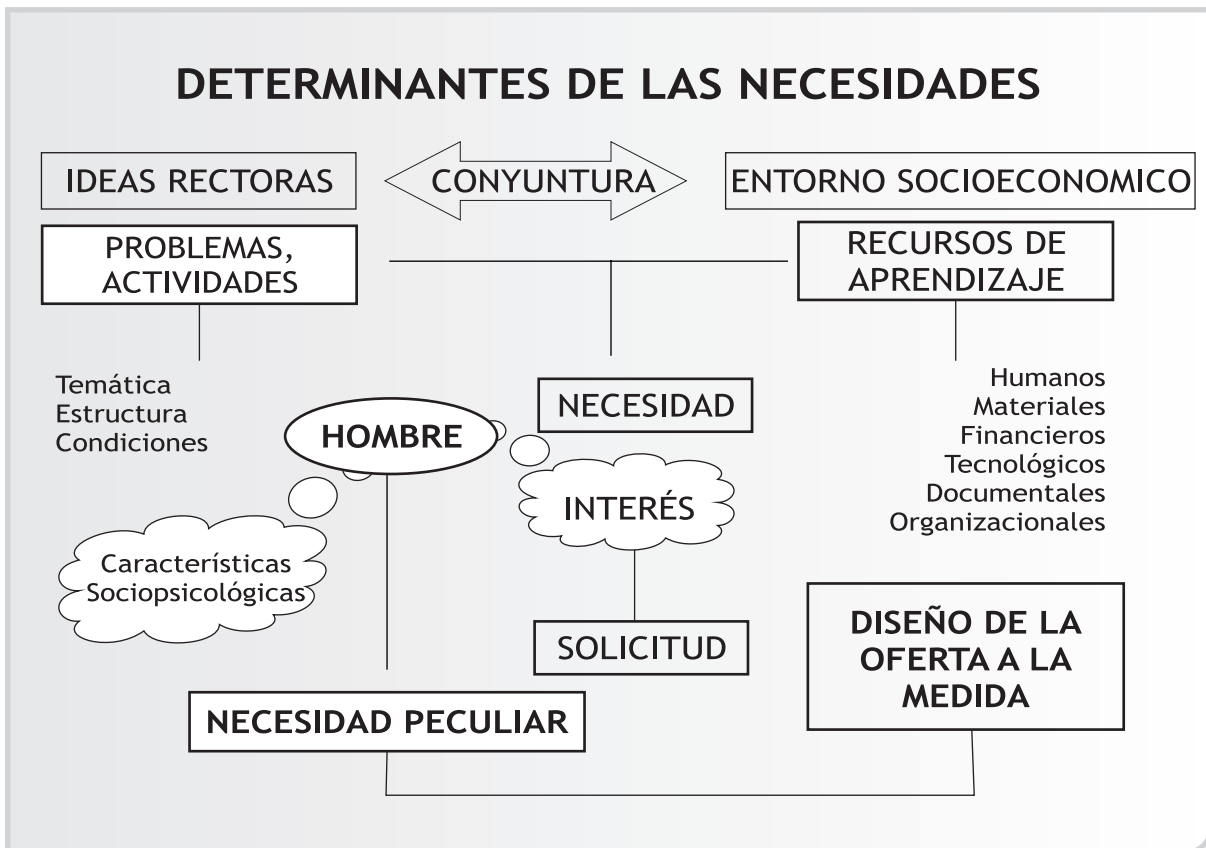 DETERMINANTES DE LAS NECESIDADES
IDEAS RECTORAS
CONYUNTURA
ENTORNO SOCIOECONOMICO
PROBLEMAS,
ACTIVIDADES
RECURSOS DE
APRENDIZAJE
Temática
Estructura
Condiciones
HOMBRE
NECESIDAD
Humanos
Materiales
Financieros
Tecnológicos
Documentales
Organizacionales
INTERÉS
Características
Sociopsicológicas
SOLICITUD
DISEÑO DE LA
OFERTA A LA
MEDIDA
NECESIDAD PECULIAR